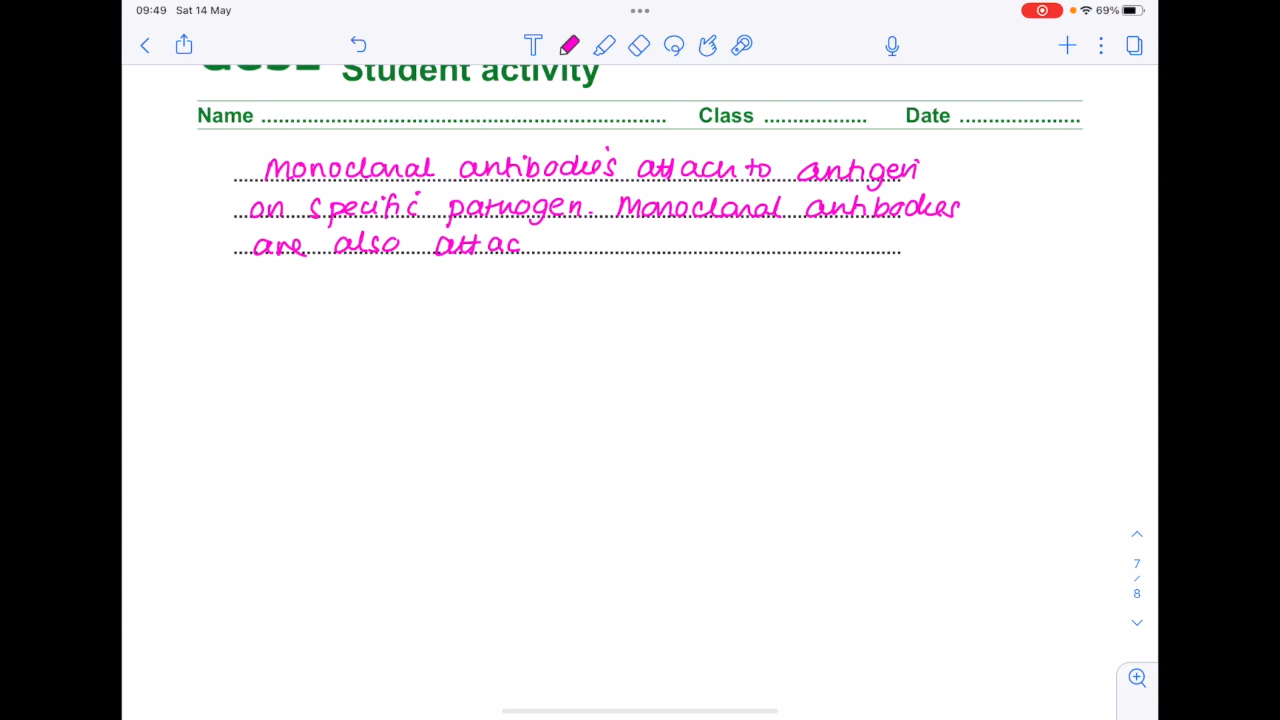 09:49 Sat 14 May
69%
Student activity
Name ........................................................................ Class .................. Date .....................
Monoclonal antibodies attach to antigen
on specific pathogen. Monoclonal antibodies
are also attac
7
/
8